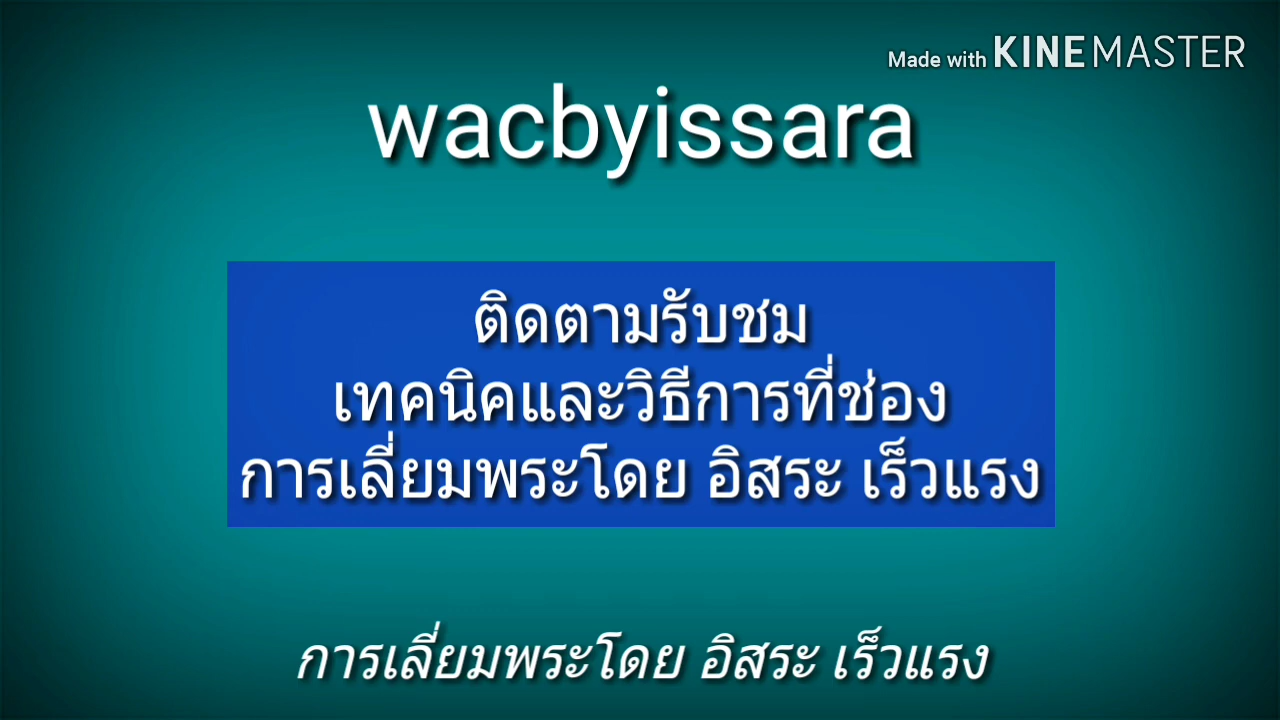 Made with KINEMASTER
wacbyissara
ติดตามรับชม
เทคนิคและวิธีการที่ช่อง
การเลี่ยมพระโดย อิสระ เร็วแรง
การเลี่ยมพระโดย อิสระ เร็วแรง